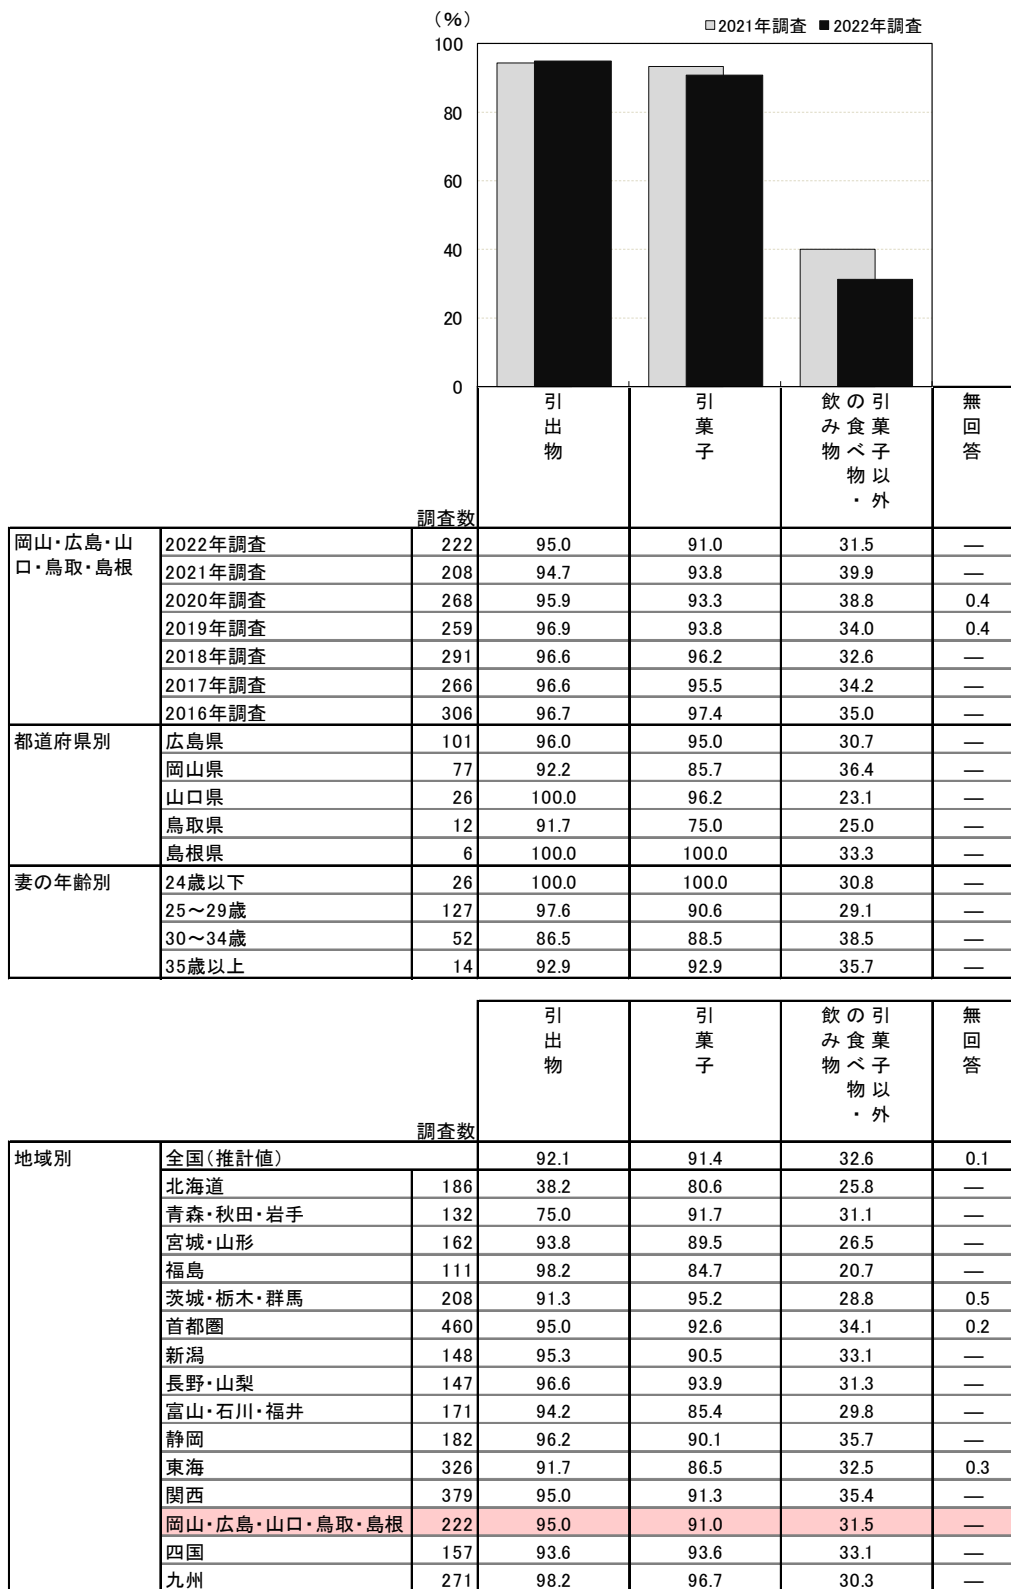 (%)
□2021年調査 ■2022年調査
100
80
60
40
20
0
引出物 引菓子 引菓子以外の食べ物・飲み物 無回答
調査数
岡山・広島・山口・鳥取・島根 2022年調査 222 95.0 91.0 31.5 —
2021年調査 208 94.7 93.8 39.9 —
2020年調査 268 95.9 93.3 38.8 0.4
2019年調査 259 96.9 93.8 34.0 0.4
2018年調査 291 96.6 96.2 32.6 —
2017年調査 266 96.6 95.5 34.2 —
2016年調査 306 96.7 97.4 35.0 —
都道府県別 広島県 101 96.0 95.0 30.7 —
岡山県 77 92.2 85.7 36.4 —
山口県 26 100.0 96.2 23.1 —
鳥取県 12 91.7 75.0 25.0 —
島根県 6 100.0 100.0 33.3 —
妻の年齢別 24歳以下 26 100.0 100.0 30.8 —
25～29歳 127 97.6 90.6 29.1 —
30～34歳 52 86.5 88.5 38.5 —
35歳以上 14 92.9 92.9 35.7 —
引出物 引菓子 引菓子以外の食べ物・飲み物 無回答
調査数
地域別 全国(推計値) 92.1 91.4 32.6 0.1
北海道 186 38.2 80.6 25.8 —
青森・秋田・岩手 132 75.0 91.7 31.1 —
宮城・山形 162 93.8 89.5 26.5 —
福島 111 98.2 84.7 20.7 —
茨城・栃木・群馬 208 91.3 95.2 28.8 0.5
首都圏 460 95.0 92.6 34.1 0.2
新潟 148 95.3 90.5 33.1 —
長野・山梨 147 96.6 93.9 31.3 —
富山・石川・福井 171 94.2 85.4 29.8 —
静岡 182 96.2 90.1 35.7 —
東海 326 91.7 86.5 32.5 0.3
関西 379 95.0 91.3 35.4 —
岡山・広島・山口・鳥取・島根 222 95.0 91.0 31.5 —
四国 157 93.6 93.6 33.1 —
九州 271 98.2 96.7 30.3 —